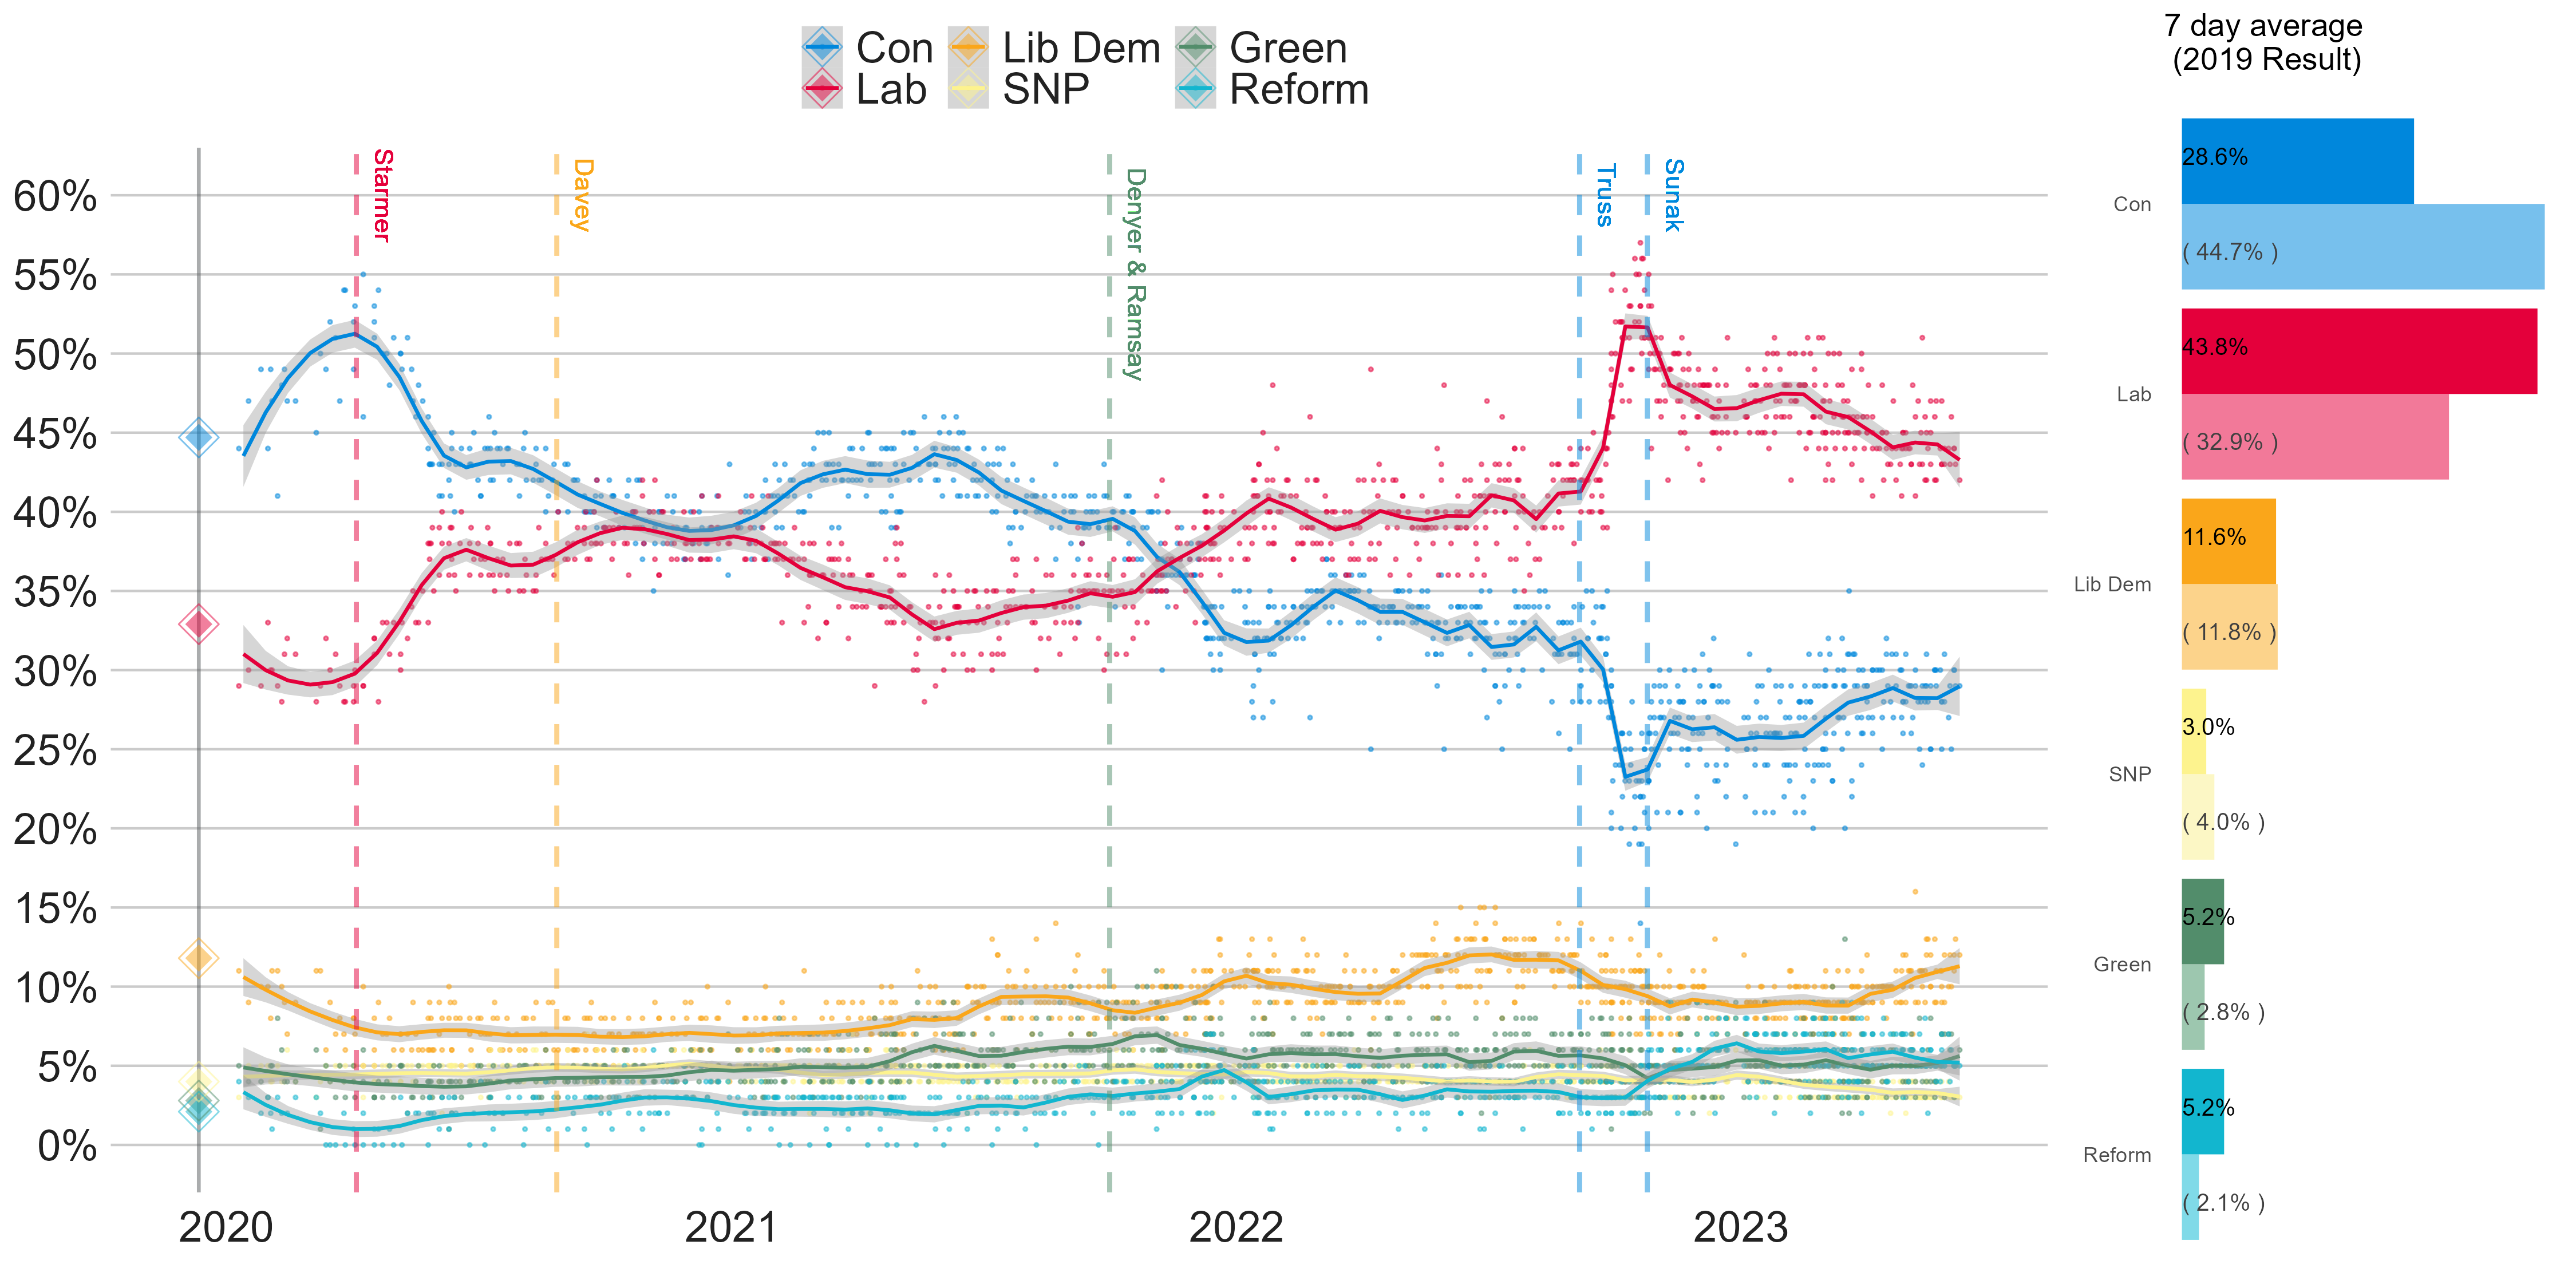 Con Lib Dem Green
Lab SNP Reform
7 day average
(2019 Result)
60%
55%
50%
45%
40%
35%
30%
25%
20%
15%
10%
5%
0%
Starmer
Davey
Denyer & Ramsay
Truss
Sunak
2020 2021 2022 2023
Con
28.6%
( 44.7% )
Lab
43.8%
( 32.9% )
Lib Dem
11.6%
( 11.8% )
SNP
3.0%
( 4.0% )
Green
5.2%
( 2.8% )
Reform
5.2%
( 2.1% )